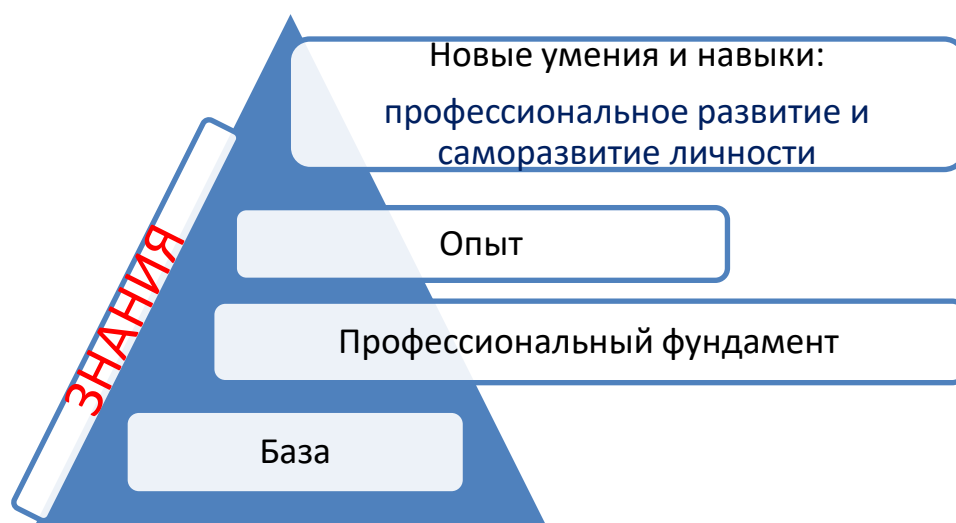 Новые умения и навыки:
профессиональное развитие и
саморазвитие личности
ЗНАНИЯ
Опыт
Профессиональный фундамент
База